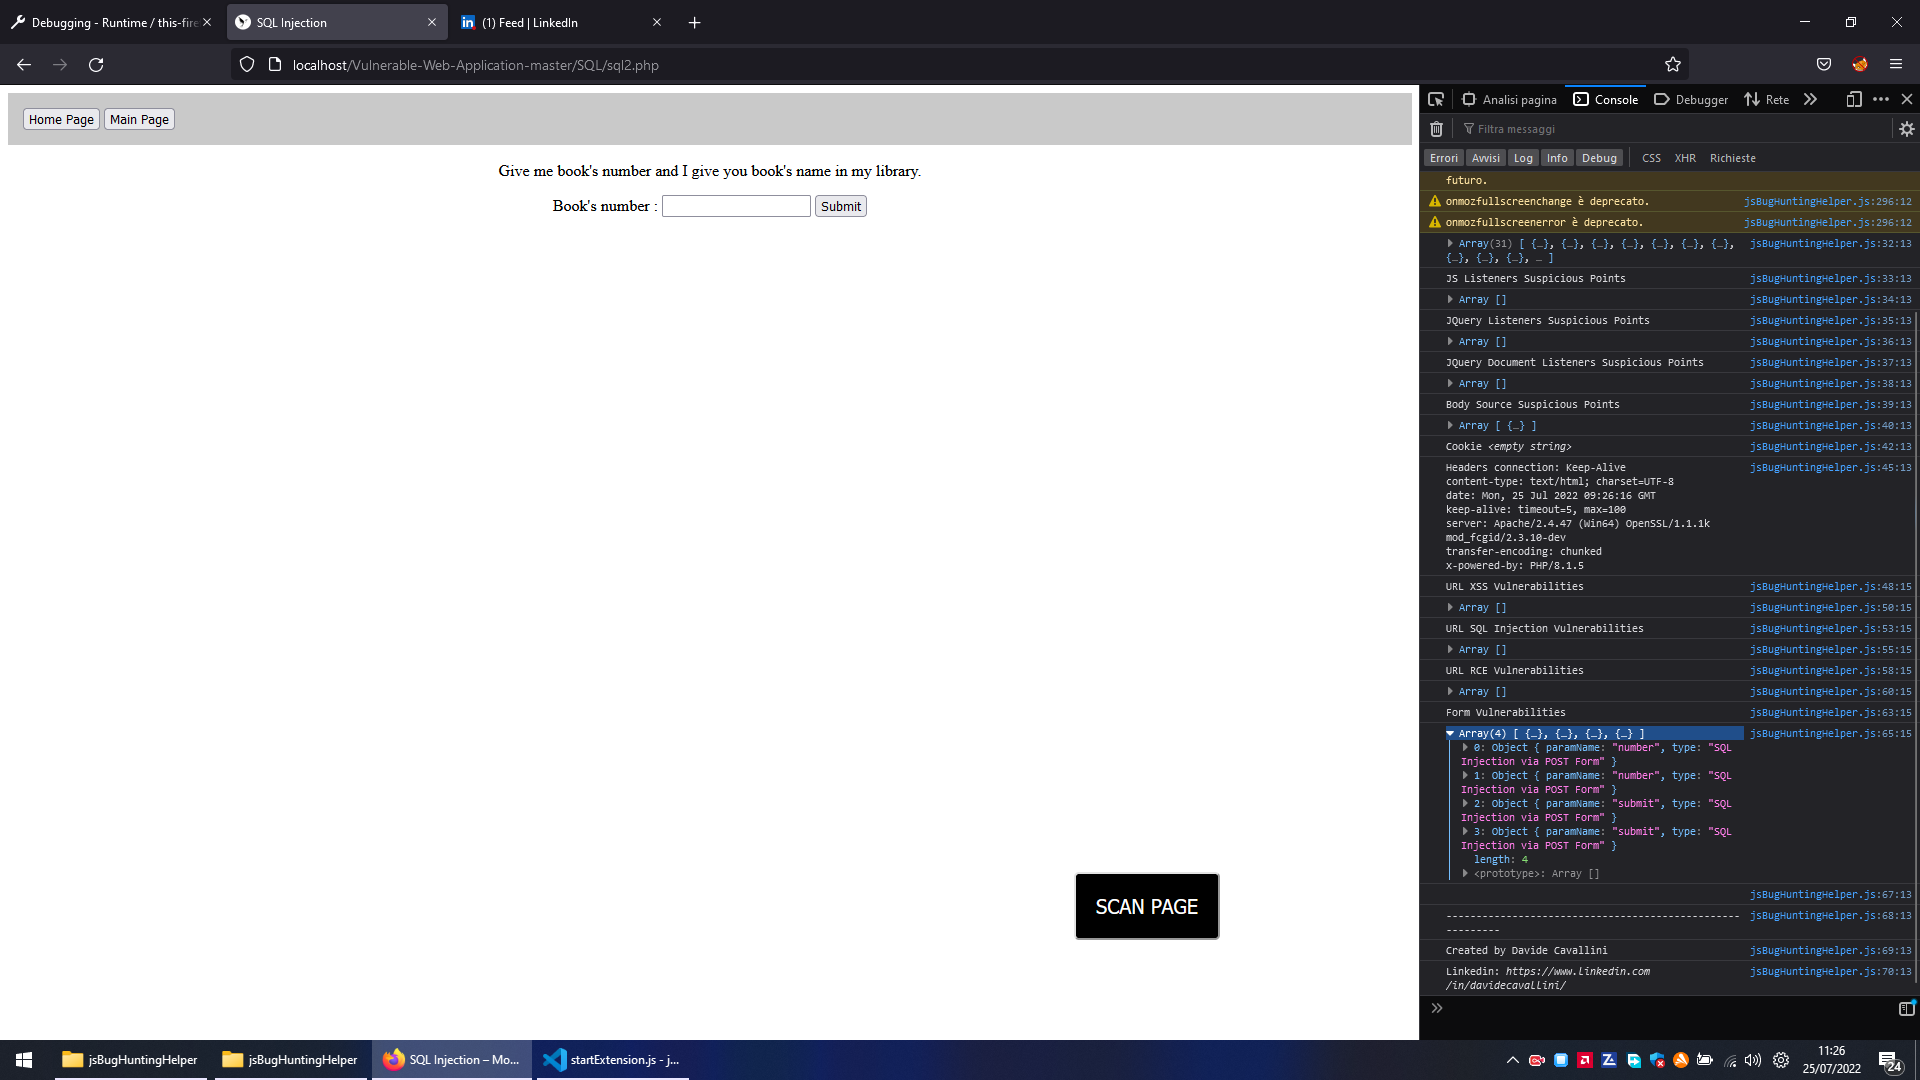 Debugging - Runtime / this-fire
SQL Injection
(1) Feed | LinkedIn
localhost/Vulnerable-Web-Application-master/SQL/sql2.php
Home Page
Main Page
Give me book's number and I give you book's name in my library.
Book's number :
Submit
SCAN PAGE
Analisi pagina
Console
Debugger
Rete
Filtra messaggi
Errori
Avvisi
Log
Info
Debug
CSS
XHR
Richieste
futuro.
onmozfullscreenchange è deprecato. jsBugHuntingHelper.js:296:12
onmozfullscreenerror è deprecato. jsBugHuntingHelper.js:296:12
Array(31) [ {…}, {…}, {…}, {…}, {…}, {…}, {…}, jsBugHuntingHelper.js:32:13
{…}, {…}, {…}, … ]
JS Listeners Suspicious Points jsBugHuntingHelper.js:33:13
Array [] jsBugHuntingHelper.js:34:13
JQuery Listeners Suspicious Points jsBugHuntingHelper.js:35:13
Array [] jsBugHuntingHelper.js:36:13
JQuery Document Listeners Suspicious Points jsBugHuntingHelper.js:37:13
Array [] jsBugHuntingHelper.js:38:13
Body Source Suspicious Points jsBugHuntingHelper.js:39:13
Array [ {…} ] jsBugHuntingHelper.js:40:13
Cookie <empty string> jsBugHuntingHelper.js:42:13
Headers connection: Keep-Alive jsBugHuntingHelper.js:45:13
content-type: text/html; charset=UTF-8
date: Mon, 25 Jul 2022 09:26:16 GMT
keep-alive: timeout=5, max=100
server: Apache/2.4.47 (Win64) OpenSSL/1.1.1k
mod_fcgid/2.3.10-dev
transfer-encoding: chunked
x-powered-by: PHP/8.1.5
URL XSS Vulnerabilities jsBugHuntingHelper.js:48:15
Array [] jsBugHuntingHelper.js:50:15
URL SQL Injection Vulnerabilities jsBugHuntingHelper.js:53:15
Array [] jsBugHuntingHelper.js:55:15
URL RCE Vulnerabilities jsBugHuntingHelper.js:58:15
Array [] jsBugHuntingHelper.js:60:15
Form Vulnerabilities jsBugHuntingHelper.js:63:15
Array(4) [ {…}, {…}, {…}, {…} ] jsBugHuntingHelper.js:65:15
0: Object { paramName: "number", type: "SQL
Injection via POST Form" }
1: Object { paramName: "number", type: "SQL
Injection via POST Form" }
2: Object { paramName: "submit", type: "SQL
Injection via POST Form" }
3: Object { paramName: "submit", type: "SQL
Injection via POST Form" }
length: 4
<prototype>: Array []
jsBugHuntingHelper.js:67:13
------------------------------------------------- jsBugHuntingHelper.js:68:13
---------
Created by Davide Cavallini jsBugHuntingHelper.js:69:13
Linkedin: https://www.linkedin.com jsBugHuntingHelper.js:70:13
/in/davidecavallini/
jsBugHuntingHelper
jsBugHuntingHelper
SQL Injection – Mo...
startExtension.js - j...
11:26
25/07/2022
24